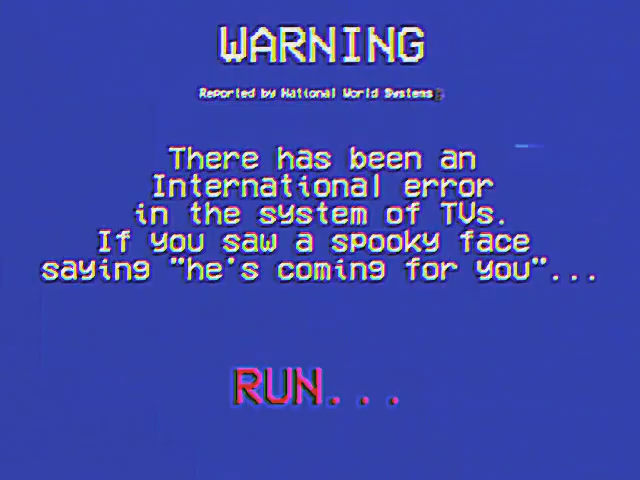 WARNING
Reported by National World Systems
There has been an
International error
in the system of TVs.
If you saw a spooky face
saying "he's coming for you"...
RUN...